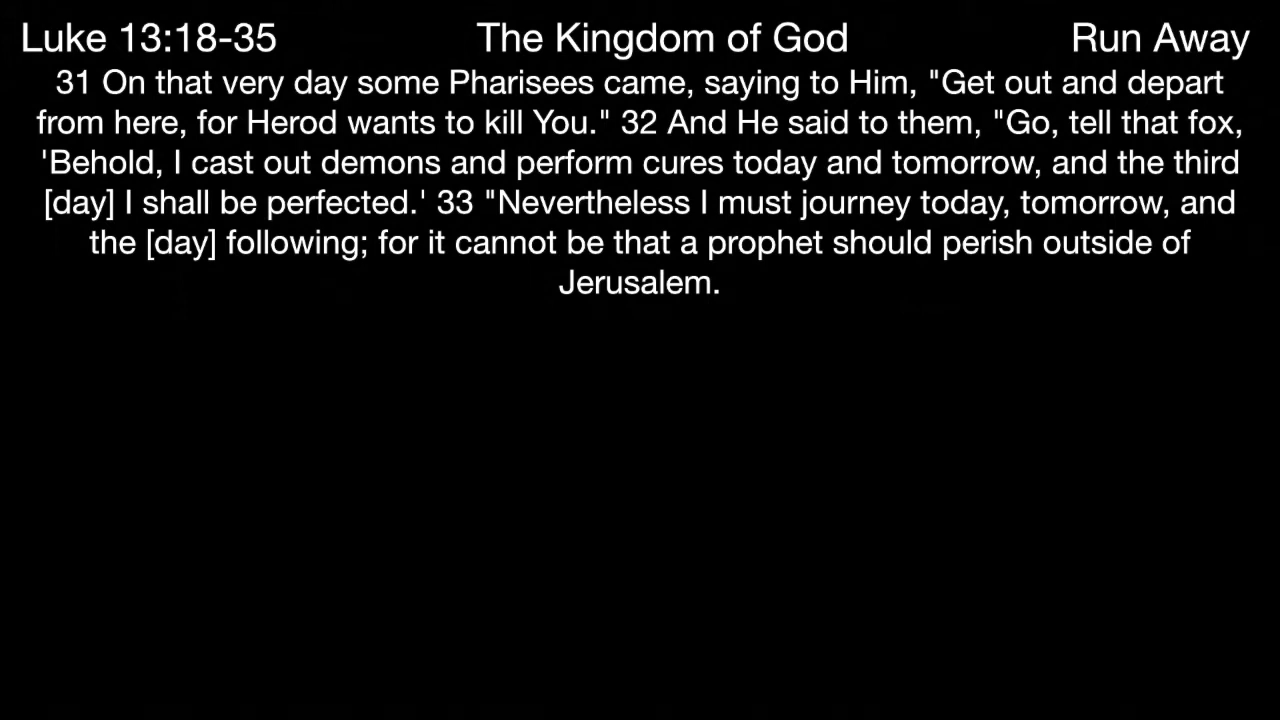 Luke 13:18-35 The Kingdom of God Run Away
31 On that very day some Pharisees came, saying to Him, "Get out and depart
from here, for Herod wants to kill You." 32 And He said to them, "Go, tell that fox,
'Behold, I cast out demons and perform cures today and tomorrow, and the third
[day] I shall be perfected.' 33 "Nevertheless I must journey today, tomorrow, and
the [day] following; for it cannot be that a prophet should perish outside of
Jerusalem.